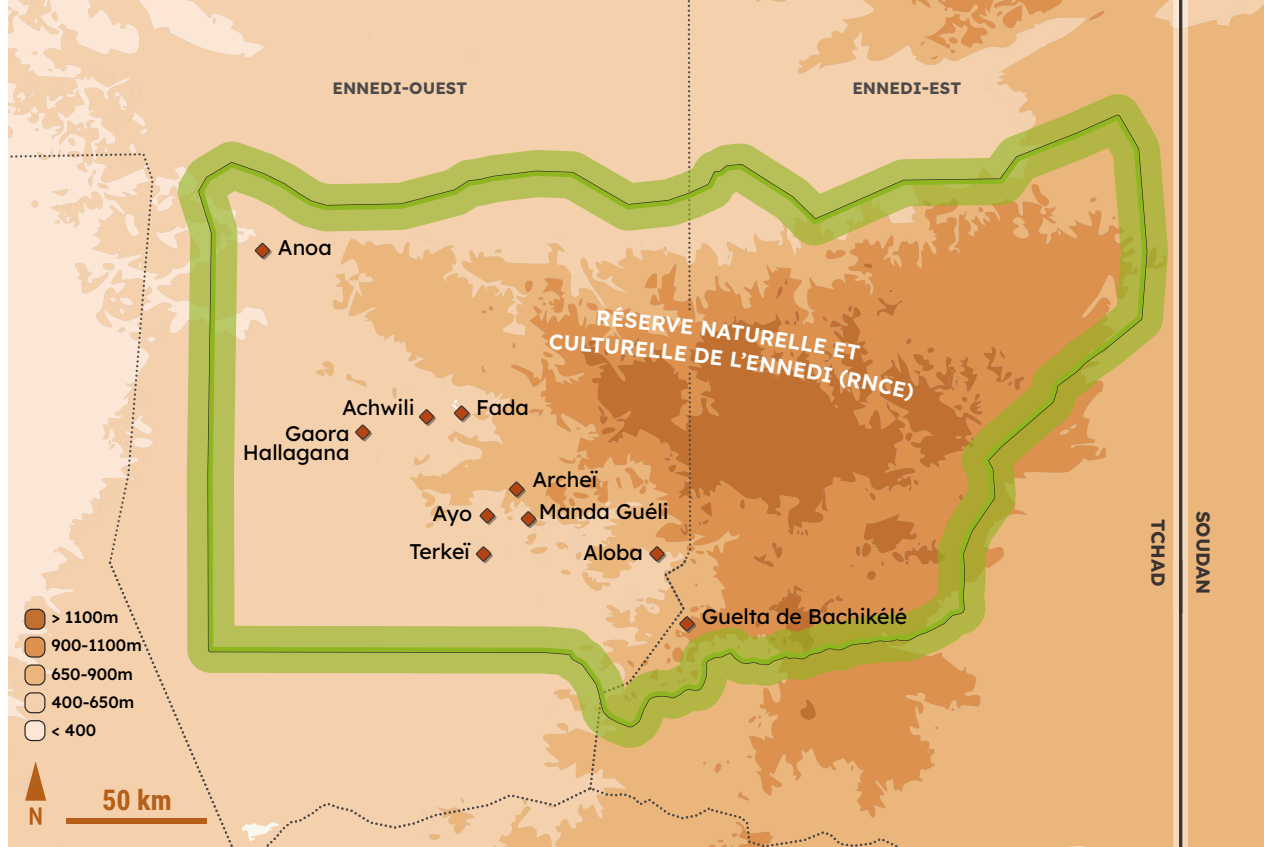 ENNEDI-OUEST
ENNEDI-EST
Anoa
RÉSERVE NATURELLE ET
CULTURELLE DE L’ENNEDI (RNCE)
Achwili
Fada
Gaora
Hallagana
Archeï
Ayo
Manda Guéli
Terkeï
Aloba
Guelta de Bachikélé
TCHAD
SOUDAN
> 1100m
900-1100m
650-900m
400-650m
< 400
N
50 km